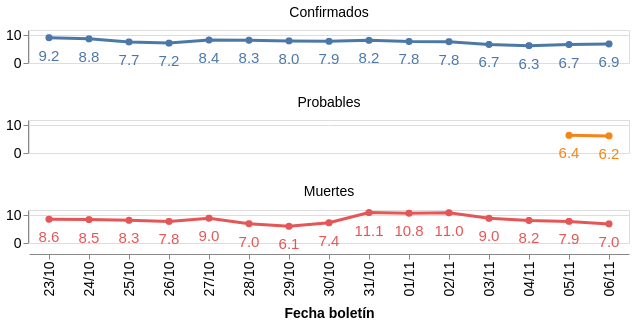 Confirmados
10
0
9.2 8.8 7.7 7.2 8.4 8.3 8.0 7.9 8.2 7.8 7.8 6.7 6.3 6.7 6.9
Probables
10
0
6.4 6.2
Muertes
10
0
8.6 8.5 8.3 7.8 9.0 7.0 6.1 7.4 11.1 10.8 11.0 9.0 8.2 7.9 7.0
23/10 24/10 25/10 26/10 27/10 28/10 29/10 30/10 31/10 01/11 02/11 03/11 04/11 05/11 06/11
Fecha boletín